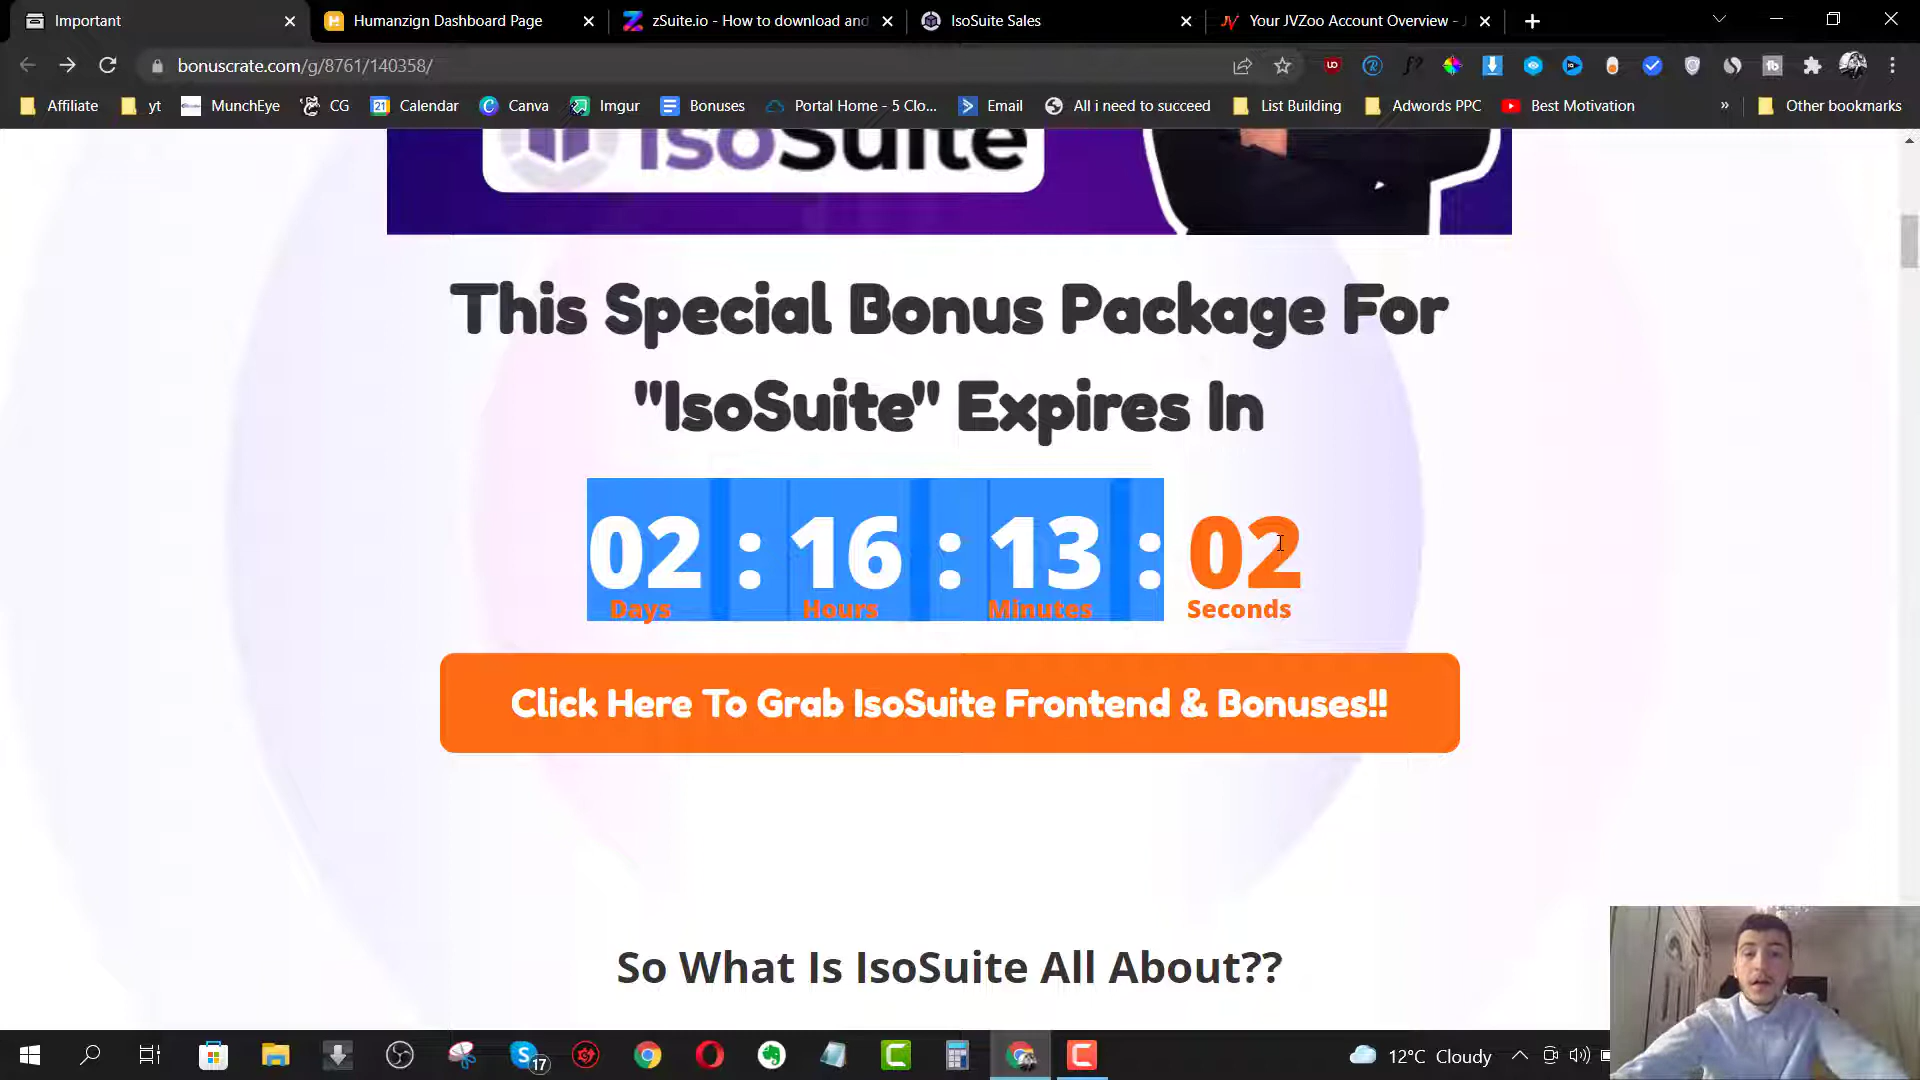 Important
Humanzign Dashboard Page
zSuite.io - How to download and
IsoSuite Sales
Your JVZoo Account Overview - J
bonuscrate.com/g/8761/140358/
Affiliate
yt
MunchEye
CG
Calendar
Canva
Imgur
Bonuses
Portal Home - 5 Clo...
Email
All i need to succeed
List Building
Adwords PPC
Best Motivation
»
Other bookmarks
IsoSuite
This Special Bonus Package For
"IsoSuite" Expires In
02 : 16 : 13 : 02
Days Hours Minutes Seconds
Click Here To Grab IsoSuite Frontend & Bonuses!!
So What Is IsoSuite All About??
17
12°C Cloudy